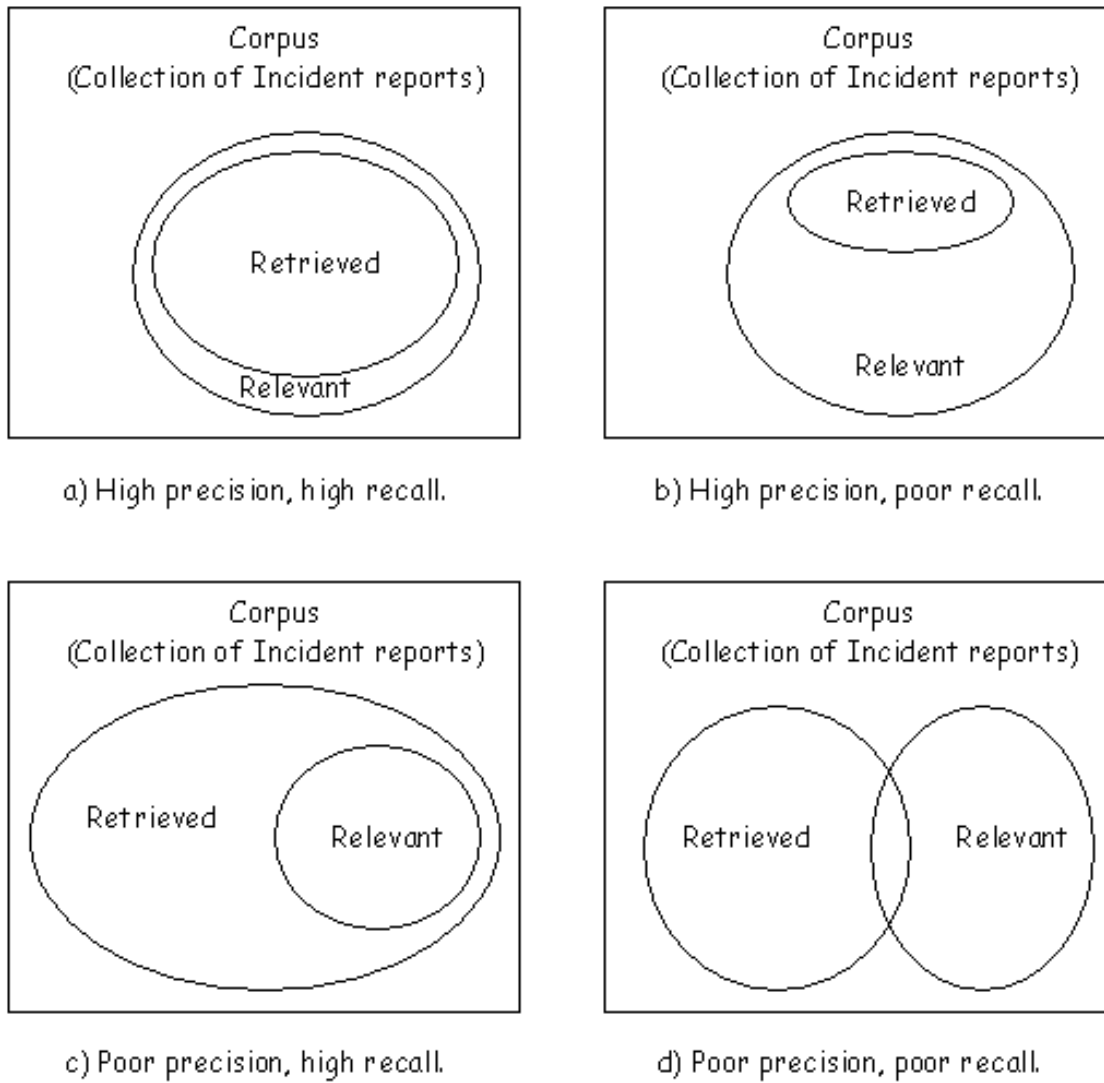 Corpus
(Collection of Incident reports)
Retrieved
Relevant
a) High precision, high recall.
Corpus
(Collection of Incident reports)
Retrieved
Relevant
b) High precision, poor recall.
Corpus
(Collection of Incident reports)
Retrieved
Relevant
c) Poor precision, high recall.
Corpus
(Collection of Incident reports)
Retrieved
Relevant
d) Poor precision, poor recall.